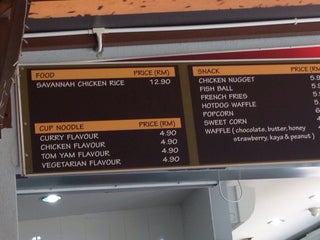 FOOD PRICE (RM)
SAVANNAH CHICKEN RICE 12.90
CUP NOODLE PRICE (RM)
CURRY FLAVOUR 4.90
CHICKEN FLAVOUR 4.90
TOM YAM FLAVOUR 4.90
VEGETARIAN FLAVOUR 4.90
SNACK PRICE (RM)
CHICKEN NUGGET
FISH BALL
FRENCH FRIES
HOTDOG WAFFLE
POPCORN
SWEET CORN
WAFFLE ( chocolate, butter, honey
strawberry, kaya & peanut )